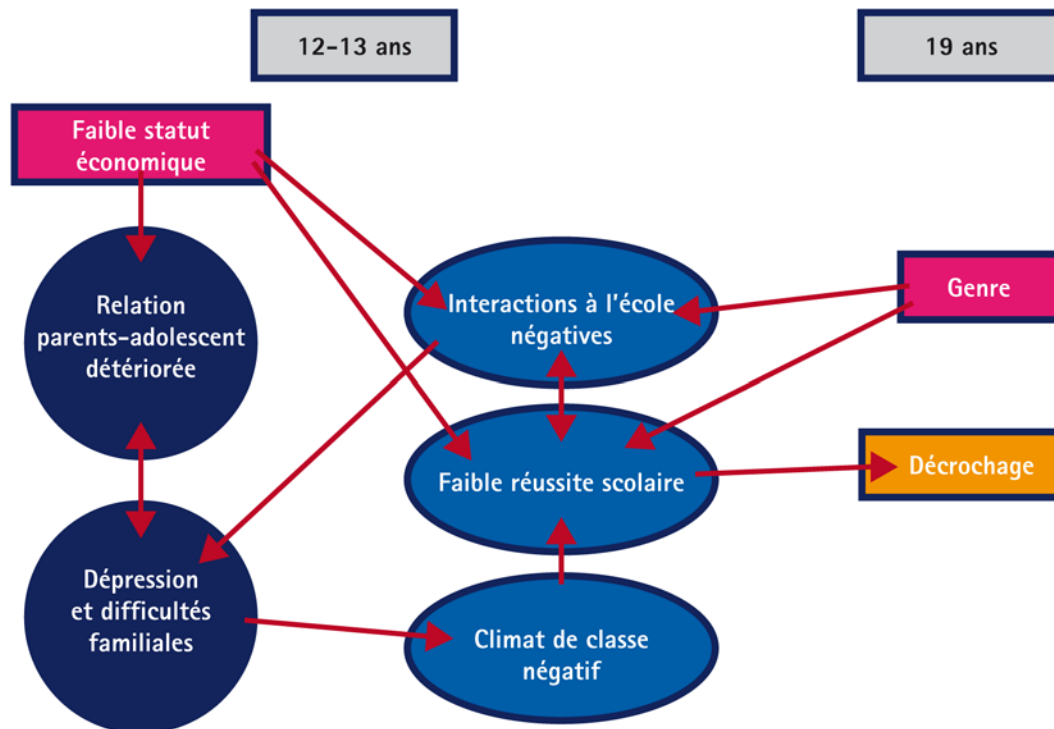 12-13 ans
19 ans
Faible statut
économique
Relation
parents-adolescent
détériorée
Interactions à l'école
négatives
Genre
Faible réussite scolaire
Décrochage
Dépression
et difficultés
familiales
Climat de classe
négatif